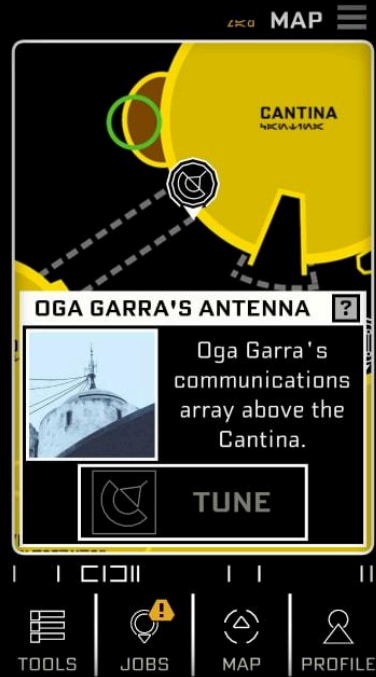 MAP
CANTINA
OGA GARRA'S ANTENNA ?
Oga Garra's
communications
array above the
Cantina.
TUNE
TOOLS JOBS MAP PROFILE